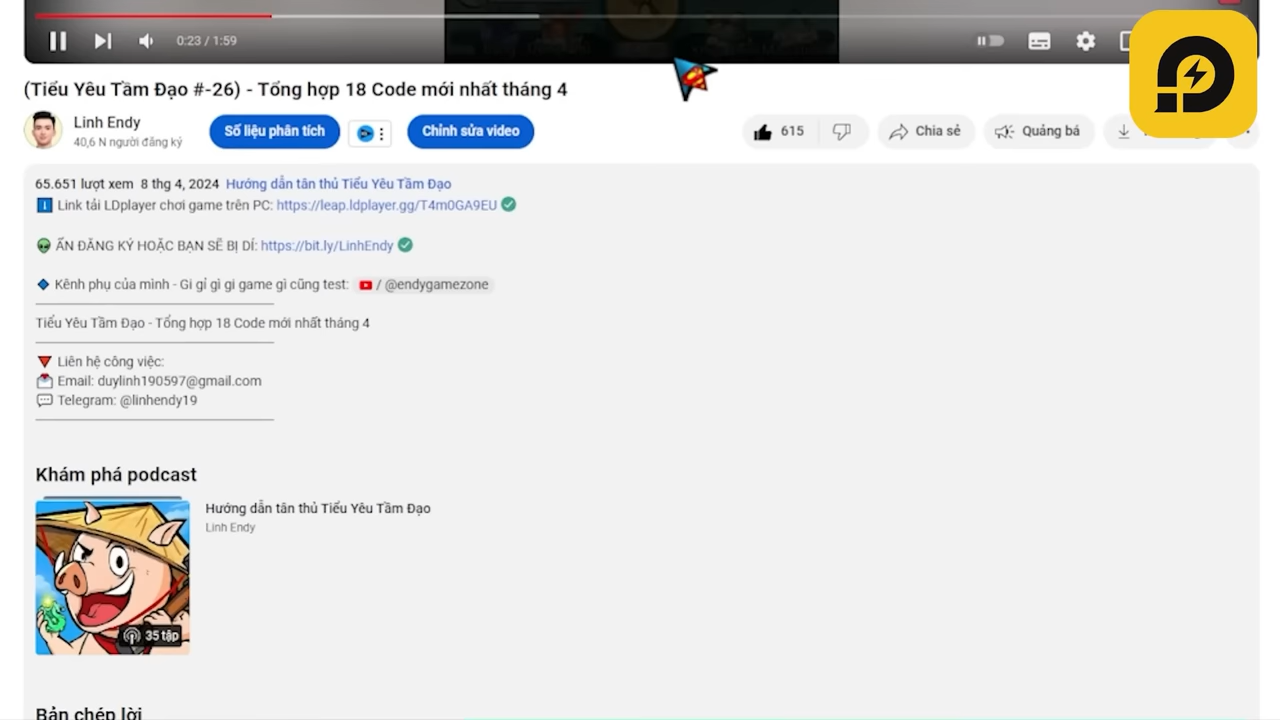 0:23 / 1:59
(Tiểu Yêu Tầm Đạo #-26) - Tổng hợp 18 Code mới nhất tháng 4
Linh Endy
40,6 N người đăng ký
Số liệu phân tích
Chỉnh sửa video
615
Chia sẻ
Quảng bá
65.651 lượt xem 8 thg 4, 2024 Hướng dẫn tân thủ Tiểu Yêu Tầm Đạo
Link tải LDplayer chơi game trên PC: https://leap.ldplayer.gg/T4m0GA9EU
ẤN ĐĂNG KÝ HOẶC BẠN SẼ BỊ DÍ: https://bit.ly/LinhEndy
Kênh phụ của mình - Gi gỉ gì gi game gì cũng test: / @endygamezone
Tiểu Yêu Tầm Đạo - Tổng hợp 18 Code mới nhất tháng 4
Liên hệ công việc:
Email: duylinh190597@gmail.com
Telegram: @linhendy19
Khám phá podcast
Hướng dẫn tân thủ Tiểu Yêu Tầm Đạo
Linh Endy
35 tập
Bản chép lời